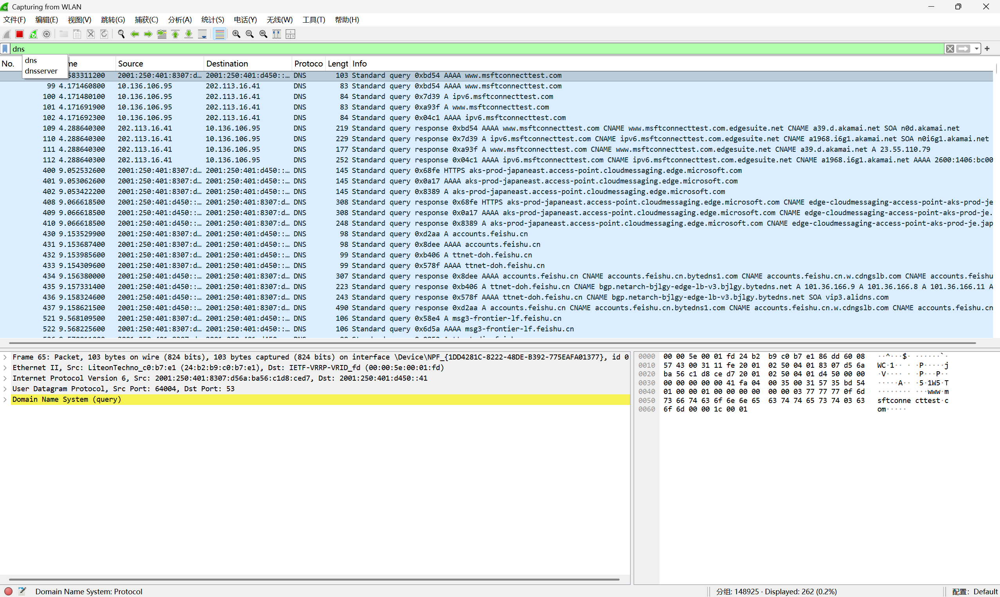 Capturing from WLAN
文件(F) 编辑(E) 视图(V) 跳转(G) 捕获(C) 分析(A) 统计(S) 电话(Y) 无线(W) 工具(T) 帮助(H)
dns
dns
dnsserver
No. me Source Destination Protoco Lengt Info
583311200 2001:250:401:8307:d… 2001:250:401:d450::… DNS 103 Standard query 0xbd54 AAAA www.msftconnecttest.com
99 4.171460800 10.136.106.95 202.113.16.41 DNS 83 Standard query 0xbd54 AAAA www.msftconnecttest.com
100 4.171480100 10.136.106.95 202.113.16.41 DNS 84 Standard query 0x7d39 A ipv6.msftconnecttest.com
101 4.171691900 10.136.106.95 202.113.16.41 DNS 83 Standard query 0xa93f A www.msftconnecttest.com
102 4.171692300 10.136.106.95 202.113.16.41 DNS 84 Standard query 0x04c1 AAAA ipv6.msftconnecttest.com
109 4.288640300 202.113.16.41 10.136.106.95 DNS 219 Standard query response 0xbd54 AAAA www.msftconnecttest.com CNAME www.msftconnecttest.com.edgesuite.net CNAME a39.d.akamai.net SOA n0d.akamai.net
110 4.288640300 202.113.16.41 10.136.106.95 DNS 229 Standard query response 0x7d39 A ipv6.msftconnecttest.com CNAME ipv6.msftconnecttest.com.edgesuite.net CNAME a1968.i6g1.akamai.net SOA n0i6g1.akamai.net
111 4.288640300 202.113.16.41 10.136.106.95 DNS 177 Standard query response 0xa93f A www.msftconnecttest.com CNAME www.msftconnecttest.com.edgesuite.net CNAME a39.d.akamai.net A 23.55.110.79
112 4.288640300 202.113.16.41 10.136.106.95 DNS 252 Standard query response 0x04c1 AAAA ipv6.msftconnecttest.com CNAME ipv6.msftconnecttest.com.edgesuite.net CNAME a1968.i6g1.akamai.net AAAA 2600:1406:bc00
400 9.052532600 2001:250:401:8307:d… 2001:250:401:d450::… DNS 145 Standard query 0x68fe HTTPS aks-prod-japaneast.access-point.cloudmessaging.edge.microsoft.com
401 9.053062600 2001:250:401:8307:d… 2001:250:401:d450::… DNS 145 Standard query 0x0a17 AAAA aks-prod-japaneast.access-point.cloudmessaging.edge.microsoft.com
402 9.053422200 2001:250:401:8307:d… 2001:250:401:d450::… DNS 145 Standard query 0x8389 A aks-prod-japaneast.access-point.cloudmessaging.edge.microsoft.com
408 9.066618500 2001:250:401:d450::… 2001:250:401:8307:d… DNS 308 Standard query response 0x68fe HTTPS aks-prod-japaneast.access-point.cloudmessaging.edge.microsoft.com CNAME edge-cloudmessaging-access-point-aks-prod-je
409 9.066618500 2001:250:401:d450::… 2001:250:401:8307:d… DNS 308 Standard query response 0x0a17 AAAA aks-prod-japaneast.access-point.cloudmessaging.edge.microsoft.com CNAME edge-cloudmessaging-access-point-aks-prod-je.
410 9.066618500 2001:250:401:d450::… 2001:250:401:8307:d… DNS 248 Standard query response 0x8389 A aks-prod-japaneast.access-point.cloudmessaging.edge.microsoft.com CNAME edge-cloudmessaging-access-point-aks-prod-je.jap
430 9.153529900 2001:250:401:8307:d… 2001:250:401:d450::… DNS 98 Standard query 0xd2aa A accounts.feishu.cn
431 9.153687400 2001:250:401:8307:d… 2001:250:401:d450::… DNS 98 Standard query 0x8dee AAAA accounts.feishu.cn
432 9.153985600 2001:250:401:8307:d… 2001:250:401:d450::… DNS 99 Standard query 0xb406 A ttnet-doh.feishu.cn
433 9.154309600 2001:250:401:8307:d… 2001:250:401:d450::… DNS 99 Standard query 0x578f AAAA ttnet-doh.feishu.cn
434 9.156380000 2001:250:401:d450::… 2001:250:401:8307:d… DNS 307 Standard query response 0x8dee AAAA accounts.feishu.cn CNAME accounts.feishu.cn.bytedns1.com CNAME accounts.feishu.cn.w.cdngslb.com CNAME accounts.feishu
435 9.157331400 2001:250:401:d450::… 2001:250:401:8307:d… DNS 223 Standard query response 0xb406 A ttnet-doh.feishu.cn CNAME bgp.netarch-bjlgy-edge-lb-v3.bjlgy.bytedns.net A 101.36.166.9 A 101.36.166.8 A 101.36.166.11 A
436 9.158324600 2001:250:401:d450::… 2001:250:401:8307:d… DNS 243 Standard query response 0x578f AAAA ttnet-doh.feishu.cn CNAME bgp.netarch-bjlgy-edge-lb-v3.bjlgy.bytedns.net SOA vip3.alidns.com
437 9.158621500 2001:250:401:d450::… 2001:250:401:8307:d… DNS 490 Standard query response 0xd2aa A accounts.feishu.cn CNAME accounts.feishu.cn.bytedns1.com CNAME accounts.feishu.cn.w.cdngslb.com CNAME accounts.feishu.cn
521 9.568109500 2001:250:401:8307:d… 2001:250:401:d450::… DNS 106 Standard query 0x58e4 A msg3-frontier-lf.feishu.cn
522 9.568225600 2001:250:401:8307:d… 2001:250:401:d450::… DNS 106 Standard query 0x6d5a AAAA msg3-frontier-lf.feishu.cn
Frame 65: Packet, 103 bytes on wire (824 bits), 103 bytes captured (824 bits) on interface \Device\NPF_{1DD4281C-8222-48DE-B392-775EAFA01377}, id 0
Ethernet II, Src: LiteonTechno_c0:b7:e1 (24:b2:b9:c0:b7:e1), Dst: IETF-VRRP-VRID_fd (00:00:5e:00:01:fd)
Internet Protocol Version 6, Src: 2001:250:401:8307:d56a:ba56:c1d8:ced7, Dst: 2001:250:401:d450::41
User Datagram Protocol, Src Port: 64004, Dst Port: 53
Domain Name System (query)
0000 00 00 5e 00 01 fd 24 b2 b9 c0 b7 e1 86 dd 60 08 ··^···$· ······`·
0010 57 43 00 31 11 fe 20 01 02 50 04 01 83 07 d5 6a WC·1·· · ·P·····j
0020 ba 56 c1 d8 ce d7 20 01 02 50 04 01 d4 50 00 00 ·V···· · ·P···P··
0030 00 00 00 00 00 41 fa 04 00 35 00 31 57 35 bd 54 ·····A·· ·5·1W5·T
0040 01 00 00 01 00 00 00 00 00 00 03 77 77 77 0f 6d ········ ···www·m
0050 73 66 74 63 6f 6e 6e 65 63 74 74 65 73 74 03 63 sftconne cttest·c
0060 6f 6d 00 00 1c 00 01 om·····
Domain Name System: Protocol 分组: 148925 · Displayed: 262 (0.2%) 配置: Default